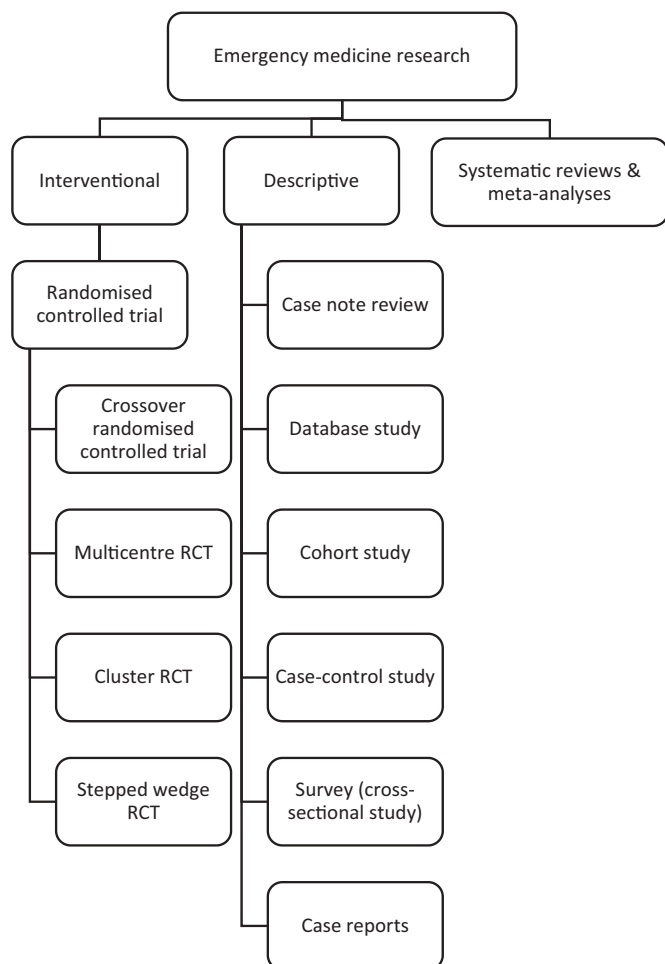 Emergency medicine research
Interventional
Descriptive
Systematic reviews &
meta-analyses
Randomised
controlled trial
Crossover
randomised
controlled trial
Multicentre RCT
Cluster RCT
Stepped wedge
RCT
Case note review
Database study
Cohort study
Case-control study
Survey (cross-
sectional study)
Case reports